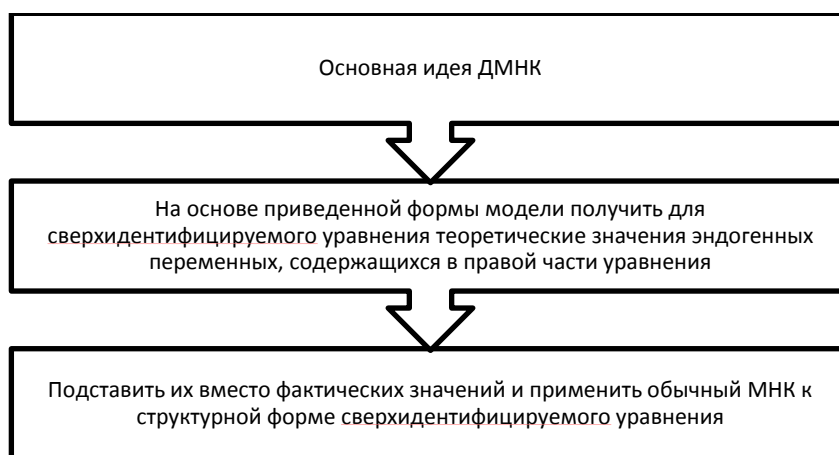 Основная идея ДМНК
На основе приведенной формы модели получить для
сверхидентифицируемого уравнения теоретические значения эндогенных
переменных, содержащихся в правой части уравнения
Подставить их вместо фактических значений и применить обычный МНК к
структурной форме сверхидентифицируемого уравнения